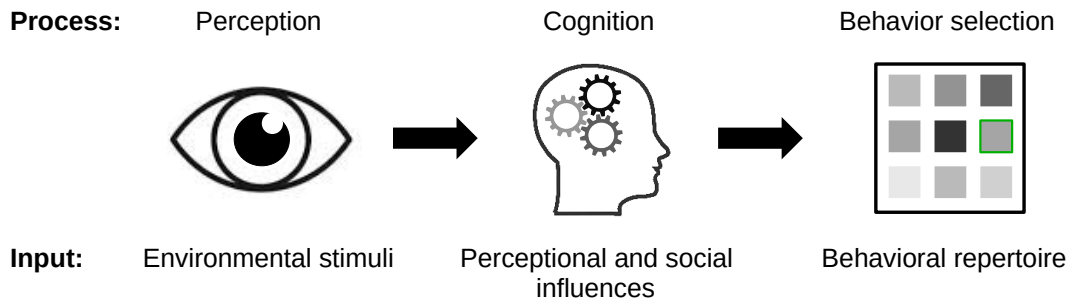 Process: Perception Cognition Behavior selection
Input: Environmental stimuli Perceptional and social Behavioral repertoire
influences